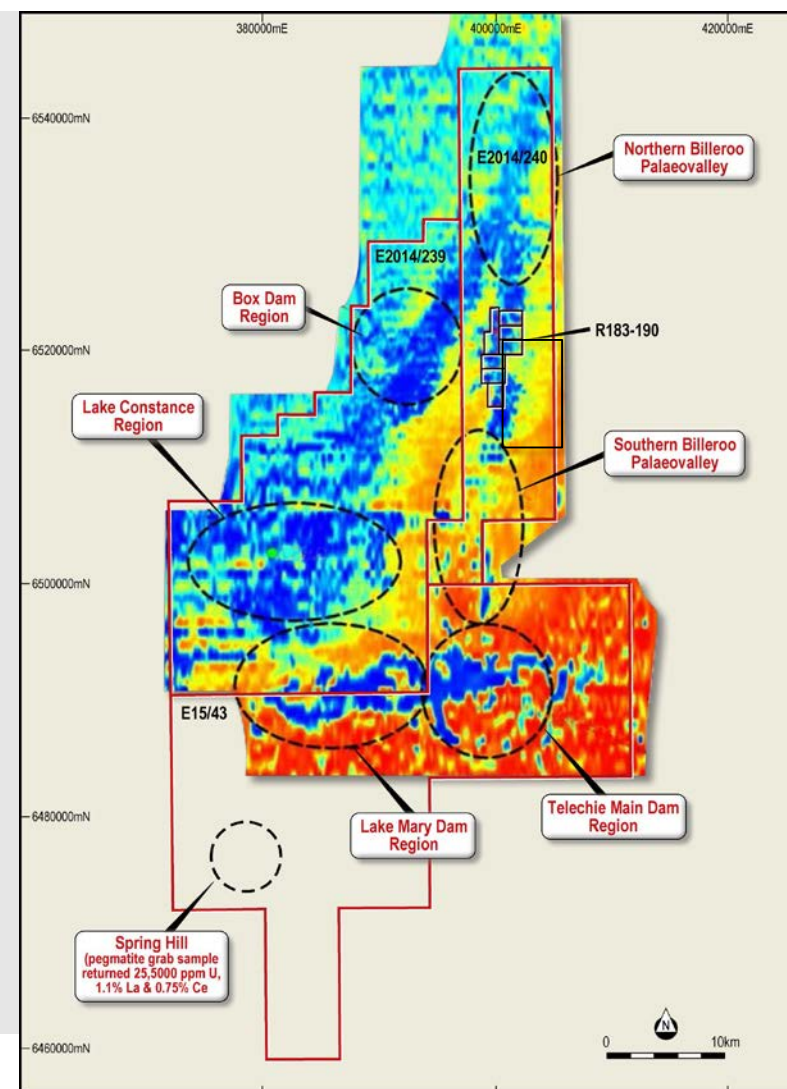 380000mE
400000mE
420000mE
6540000mN
E2014/240
Northern Billeroo
Palaeovalley
E2014/239
Box Dam
Region
R183-190
6520000mN
Lake Constance
Region
Southern Billeroo
Palaeovalley
6500000mN
E15/43
Lake Mary Dam
Region
Telechie Main Dam
Region
6480000mN
Spring Hill
(pegmatite grab sample
returned 25,5000 ppm U,
1.1% La & 0.75% Ce
N
0 10km
6460000mN